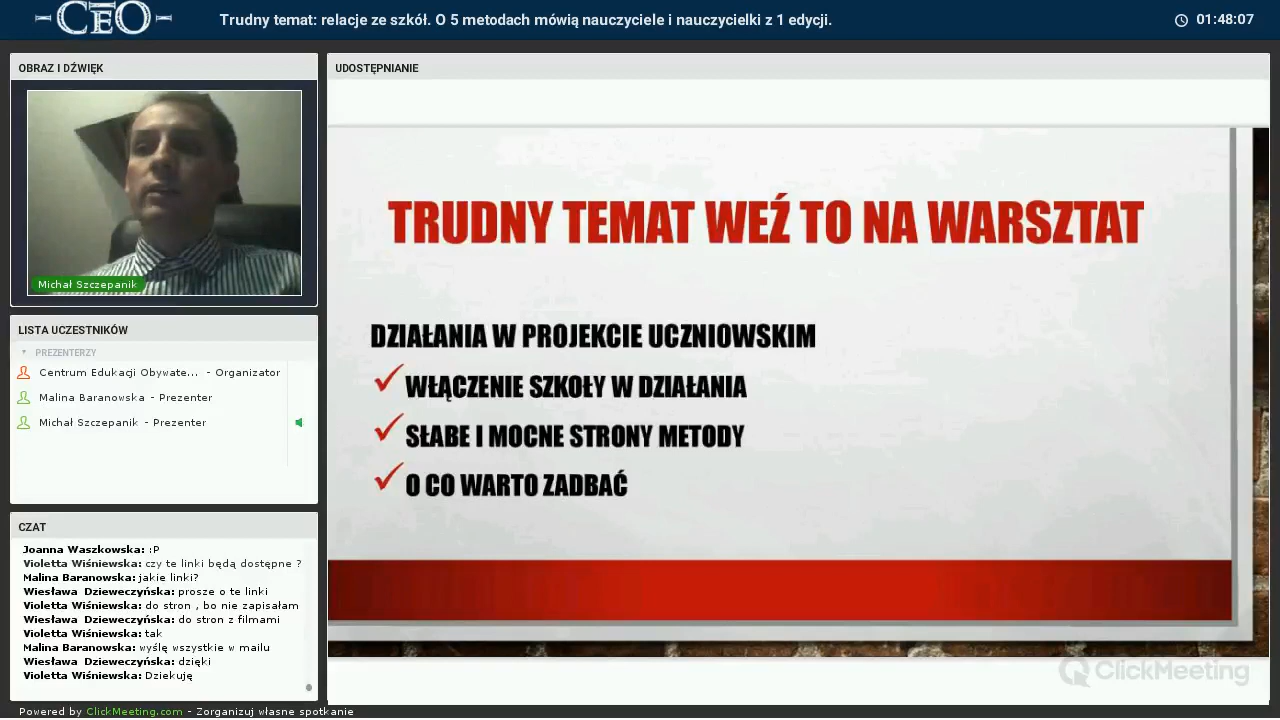 CEO
Trudny temat: relacje ze szkół. O 5 metodach mówią nauczyciele i nauczycielki z 1 edycji.
01:48:07
OBRAZ I DŹWIĘK
Michał Szczepanik
LISTA UCZESTNIKÓW
PREZENTERZY
Centrum Edukacji Obywate... - Organizator
Malina Baranowska - Prezenter
Michał Szczepanik - Prezenter
CZAT
Joanna Waszkowska: :P
Violetta Wiśniewska: czy te linki będą dostępne ?
Malina Baranowska: jakie linki?
Wiesława Dzieweczyńska: prosze o te linki
Violetta Wiśniewska: do stron , bo nie zapisałam
Wiesława Dzieweczyńska: do stron z filmami
Violetta Wiśniewska: tak
Malina Baranowska: wyślę wszystkie w mailu
Wiesława Dzieweczyńska: dzięki
Violetta Wiśniewska: Dziekuję
UDOSTĘPNIANIE
TRUDNY TEMAT WEŹ TO NA WARSZTAT
DZIAŁANIA W PROJEKCIE UCZNIOWSKIM
WŁĄCZENIE SZKOŁY W DZIAŁANIA
SŁABE I MOCNE STRONY METODY
O CO WARTO ZADBAĆ
ClickMeeting
Powered by ClickMeeting.com - Zorganizuj własne spotkanie